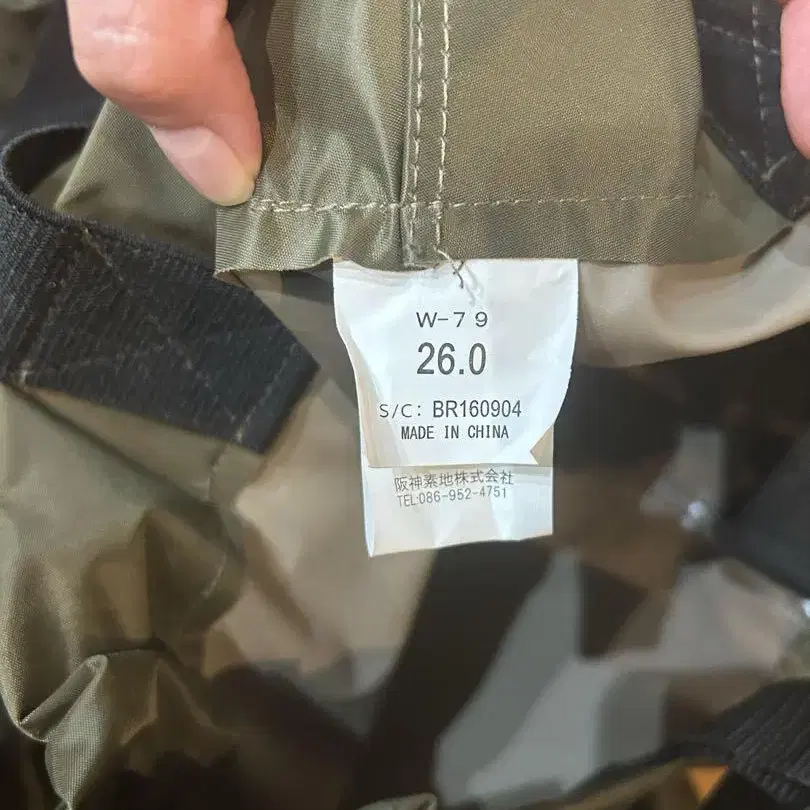 W-79
26.0
S/C: BR160904
MADE IN CHINA
阪神素地株式会社
TEL:086-952-4751